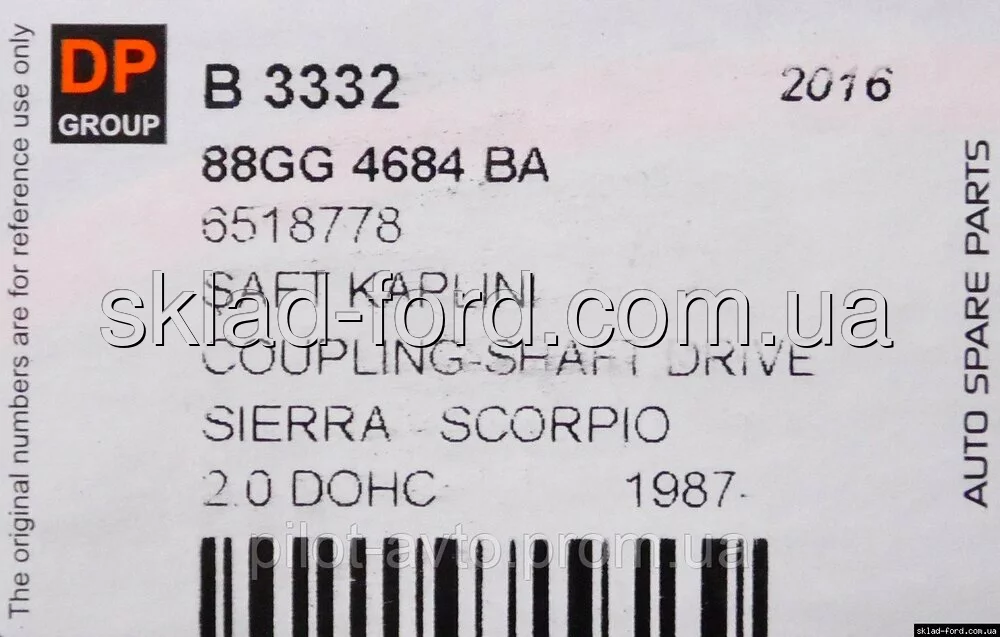 The original numbers are for reference use only
DP
GROUP
B 3332
2016
88GG 4684 BA
6518778
ŞAFT KAPLINI
sklad-ford.com.ua
COUPLING-SHAFT DRIVE
SIERRA SCORPIO
2.0 DOHC 1987-
pilot-avto.prom.ua
AUTO SPARE PARTS
sklad-ford.com.ua